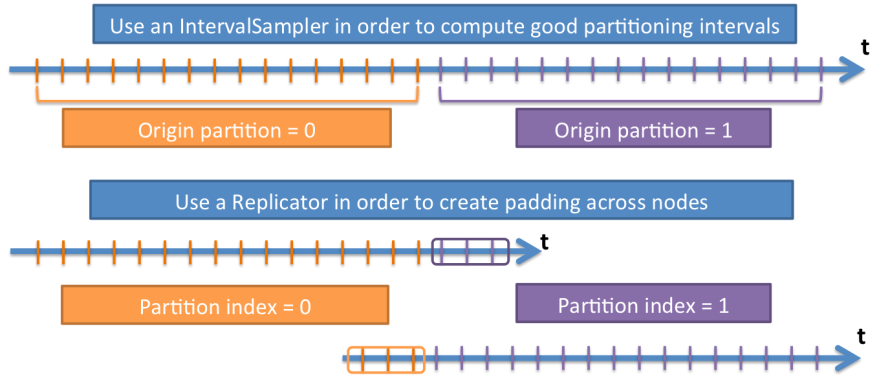 Use an IntervalSampler in order to compute good partitioning intervals
t
Origin partition = 0
Origin partition = 1
Use a Replicator in order to create padding across nodes
t
Partition index = 0
Partition index = 1
t